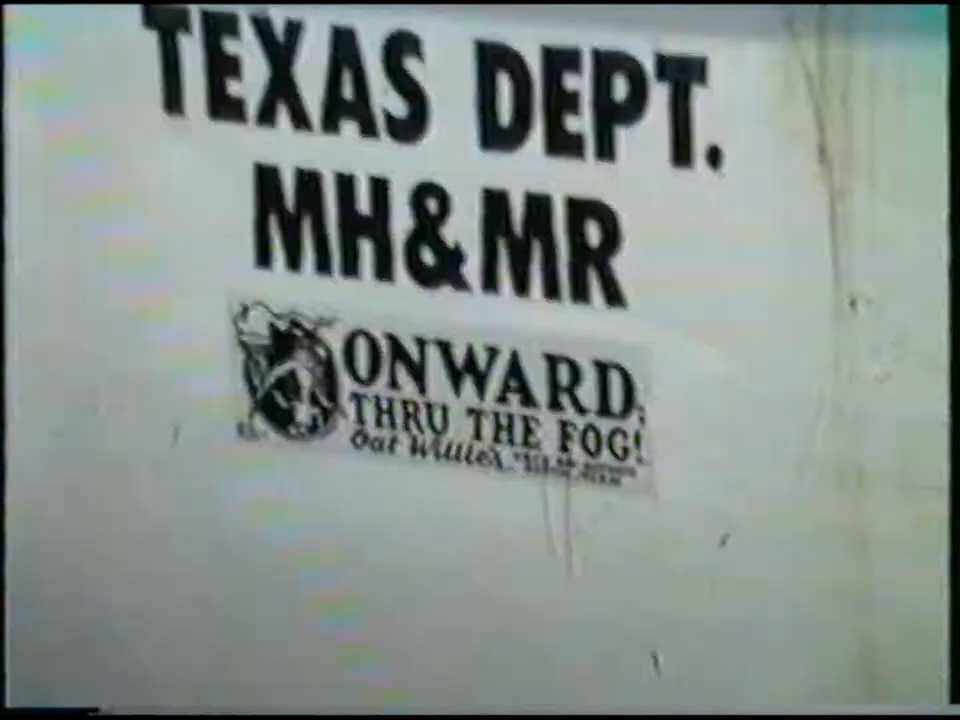 TEXAS DEPT.
MH&MR
ONWARD,
THRU THE FOG!
Oat Willie's